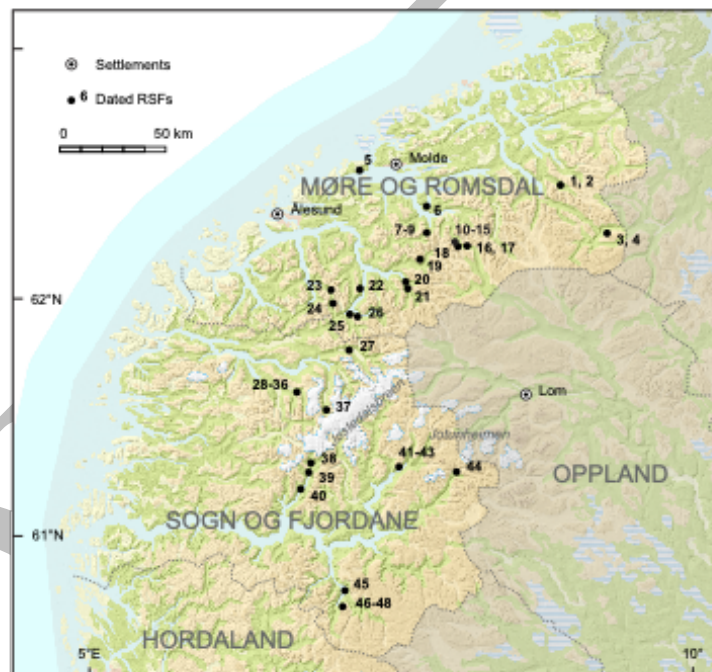 Settlements
6 Dated RSFs
0 50 km
5
Molde
MØRE OG ROMSDAL
1, 2
Ålesund
6
7-9
10-15
3, 4
18
16, 17
19
62°N
23
22
20
24
21
25
26
27
28-36
Lom
37
Jostedalsbreen
Jotunheimen
38
41-43
44
39
OPPLAND
40
SOGN OG FJORDANE
61°N
45
46-48
HORDALAND
5°E
10°